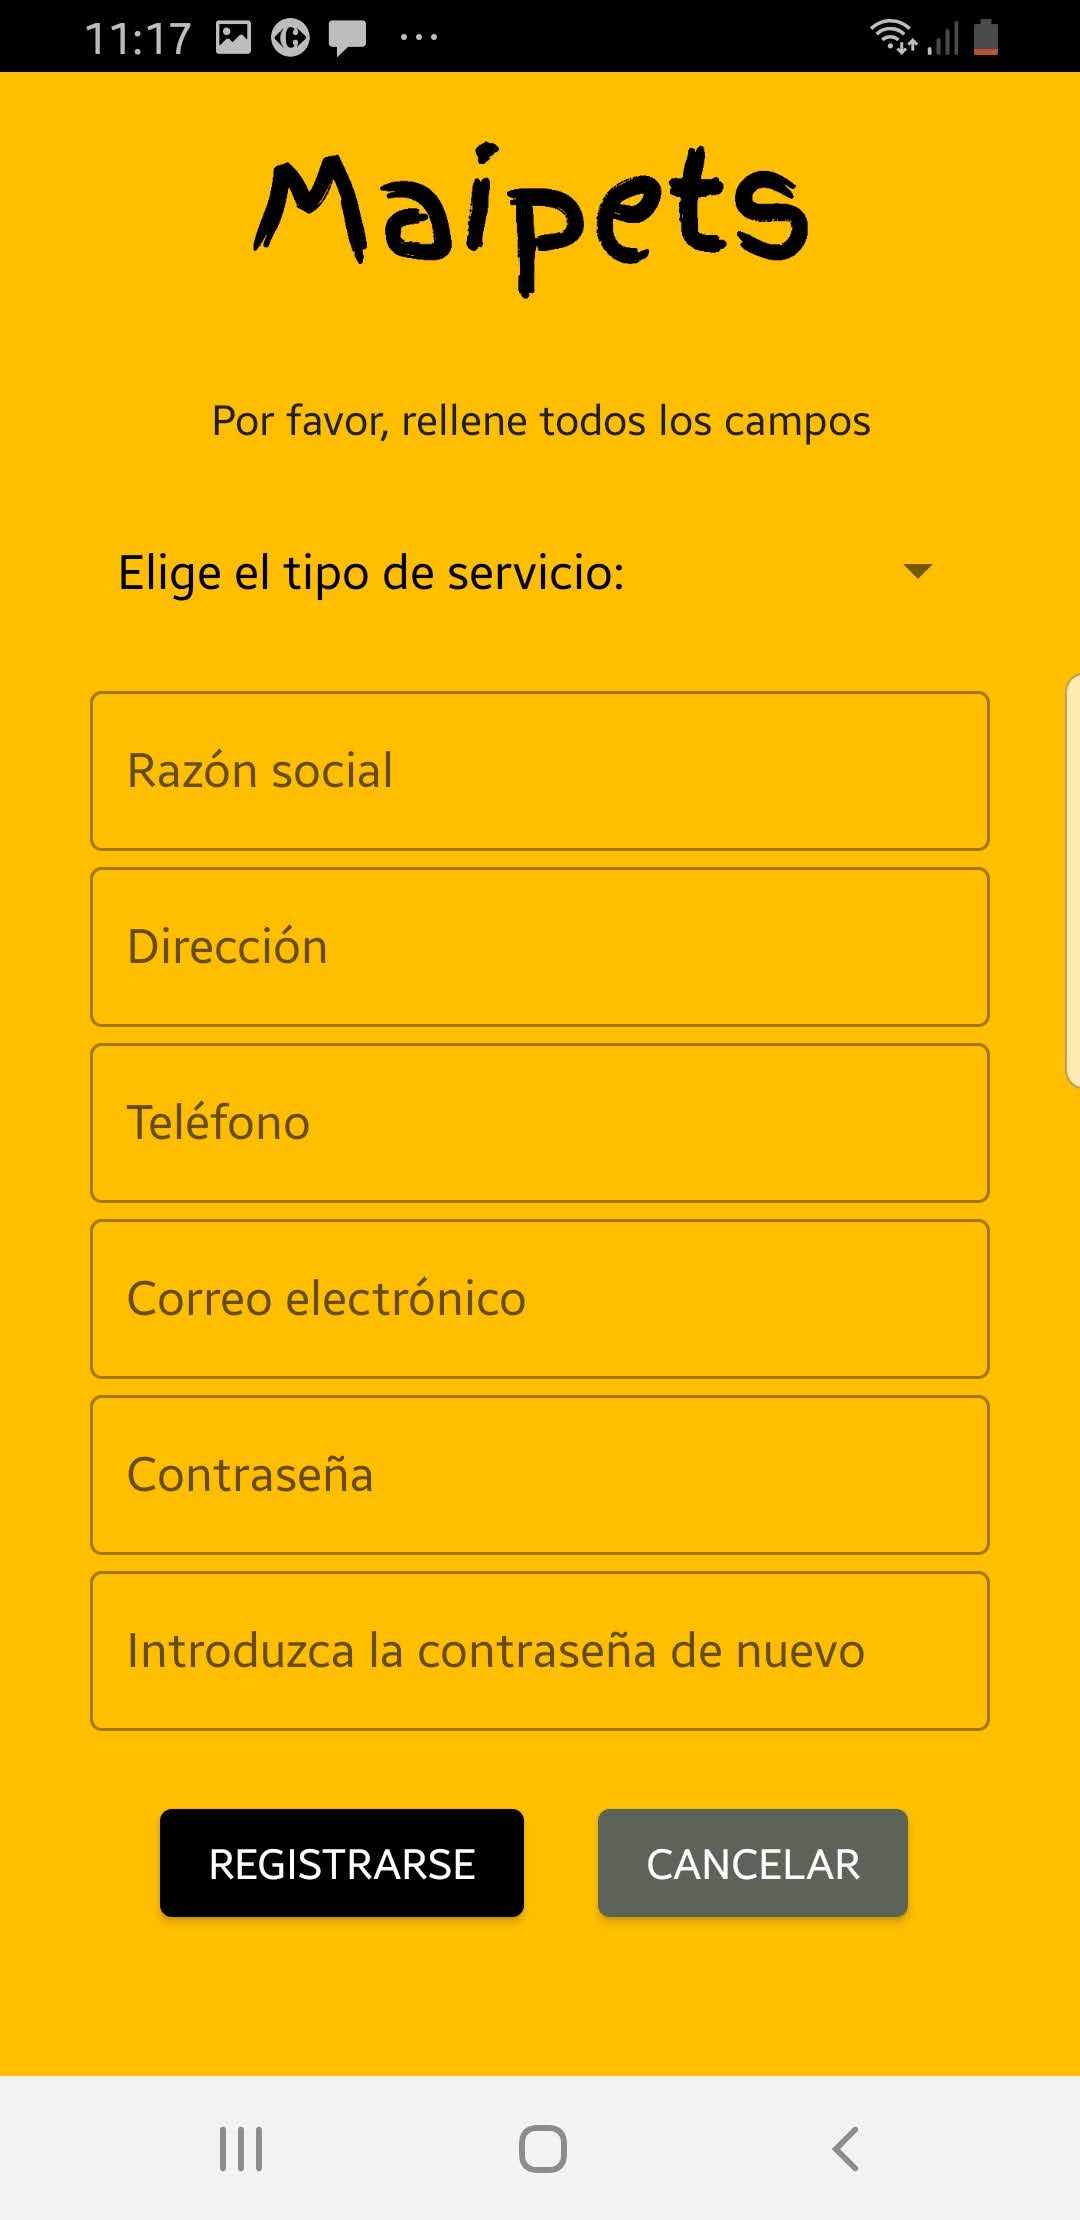 11:17
Maipets
Por favor, rellene todos los campos
Elige el tipo de servicio:
Razón social
Dirección
Teléfono
Correo electrónico
Contraseña
Introduzca la contraseña de nuevo
REGISTRARSE
CANCELAR